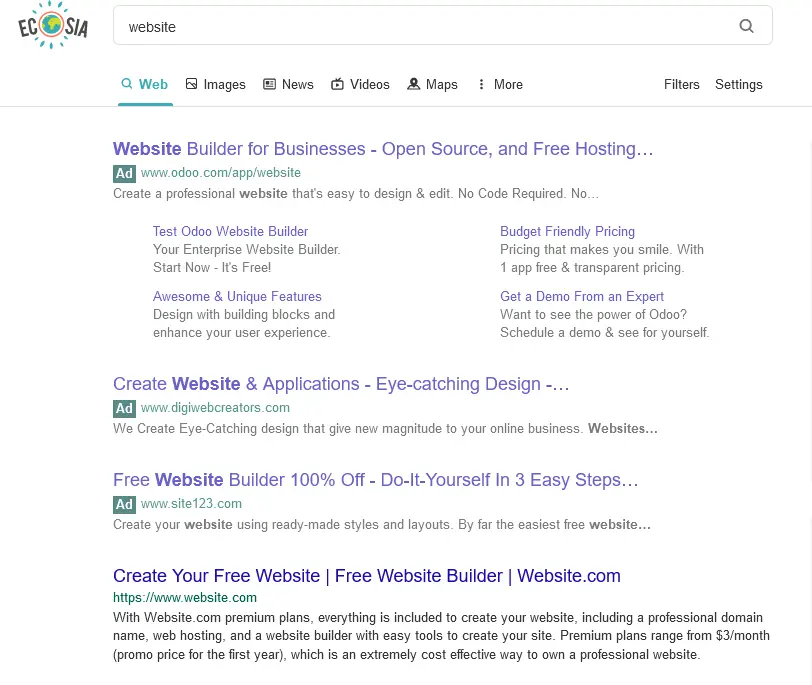 ECOSIA
website
Web Images News Videos Maps More Filters Settings
Website Builder for Businesses - Open Source, and Free Hosting…
Ad www.odoo.com/app/website
Create a professional website that's easy to design & edit. No Code Required. No...
Test Odoo Website Builder
Your Enterprise Website Builder.
Start Now - It's Free!
Budget Friendly Pricing
Pricing that makes you smile. With
1 app free & transparent pricing.
Awesome & Unique Features
Design with building blocks and
enhance your user experience.
Get a Demo From an Expert
Want to see the power of Odoo?
Schedule a demo & see for yourself.
Create Website & Applications - Eye-catching Design -…
Ad www.digiwebcreators.com
We Create Eye-Catching design that give new magnitude to your online business. Websites...
Free Website Builder 100% Off - Do-It-Yourself In 3 Easy Steps…
Ad www.site123.com
Create your website using ready-made styles and layouts. By far the easiest free website...
Create Your Free Website | Free Website Builder | Website.com
https://www.website.com
With Website.com premium plans, everything is included to create your website, including a professional domain
name, web hosting, and a website builder with easy tools to create your site. Premium plans range from $3/month
(promo price for the first year), which is an extremely cost effective way to own a professional website.